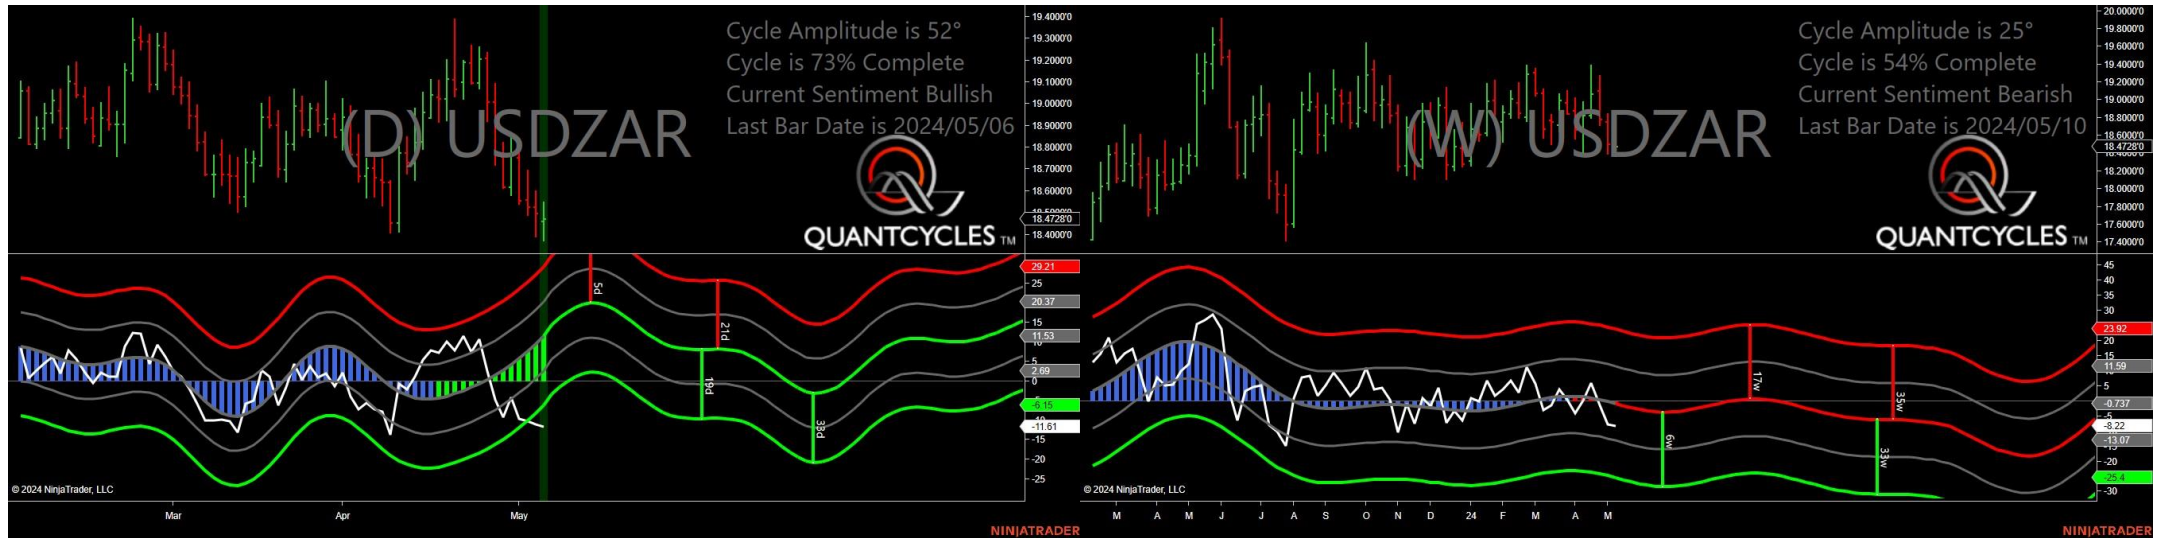 Cycle Amplitude is 52°
Cycle is 73% Complete
Current Sentiment Bullish
Last Bar Date is 2024/05/06
(D) USDZAR
QUANTCYCLES TM
19.4000'0
19.3000'0
19.2000'0
19.1000'0
19.0000'0
18.9000'0
18.8000'0
18.7000'0
18.6000'0
18.4728'0
18.4000'0
29.21
25
20.37
15
11.53
2.69
0
-6.15
-11.61
-15
-20
-25
5d
21d
19d
33d
© 2024 NinjaTrader, LLC
Mar
Apr
May
NINJATRADER
Cycle Amplitude is 25°
Cycle is 54% Complete
Current Sentiment Bearish
Last Bar Date is 2024/05/10
(W) USDZAR
QUANTCYCLES TM
20.0000'0
19.8000'0
19.6000'0
19.4000'0
19.2000'0
19.0000'0
18.8000'0
18.6000'0
18.4728'0
18.2000'0
18.0000'0
17.8000'0
17.6000'0
17.4000'0
45
40
35
30
23.92
20
15
11.59
5
-0.737
-5
-8.22
-13.07
-20
-25.4
-30
17w
35w
6w
33w
© 2024 NinjaTrader, LLC
M A M J J A S O N D 24 F M A M
NINJATRADER